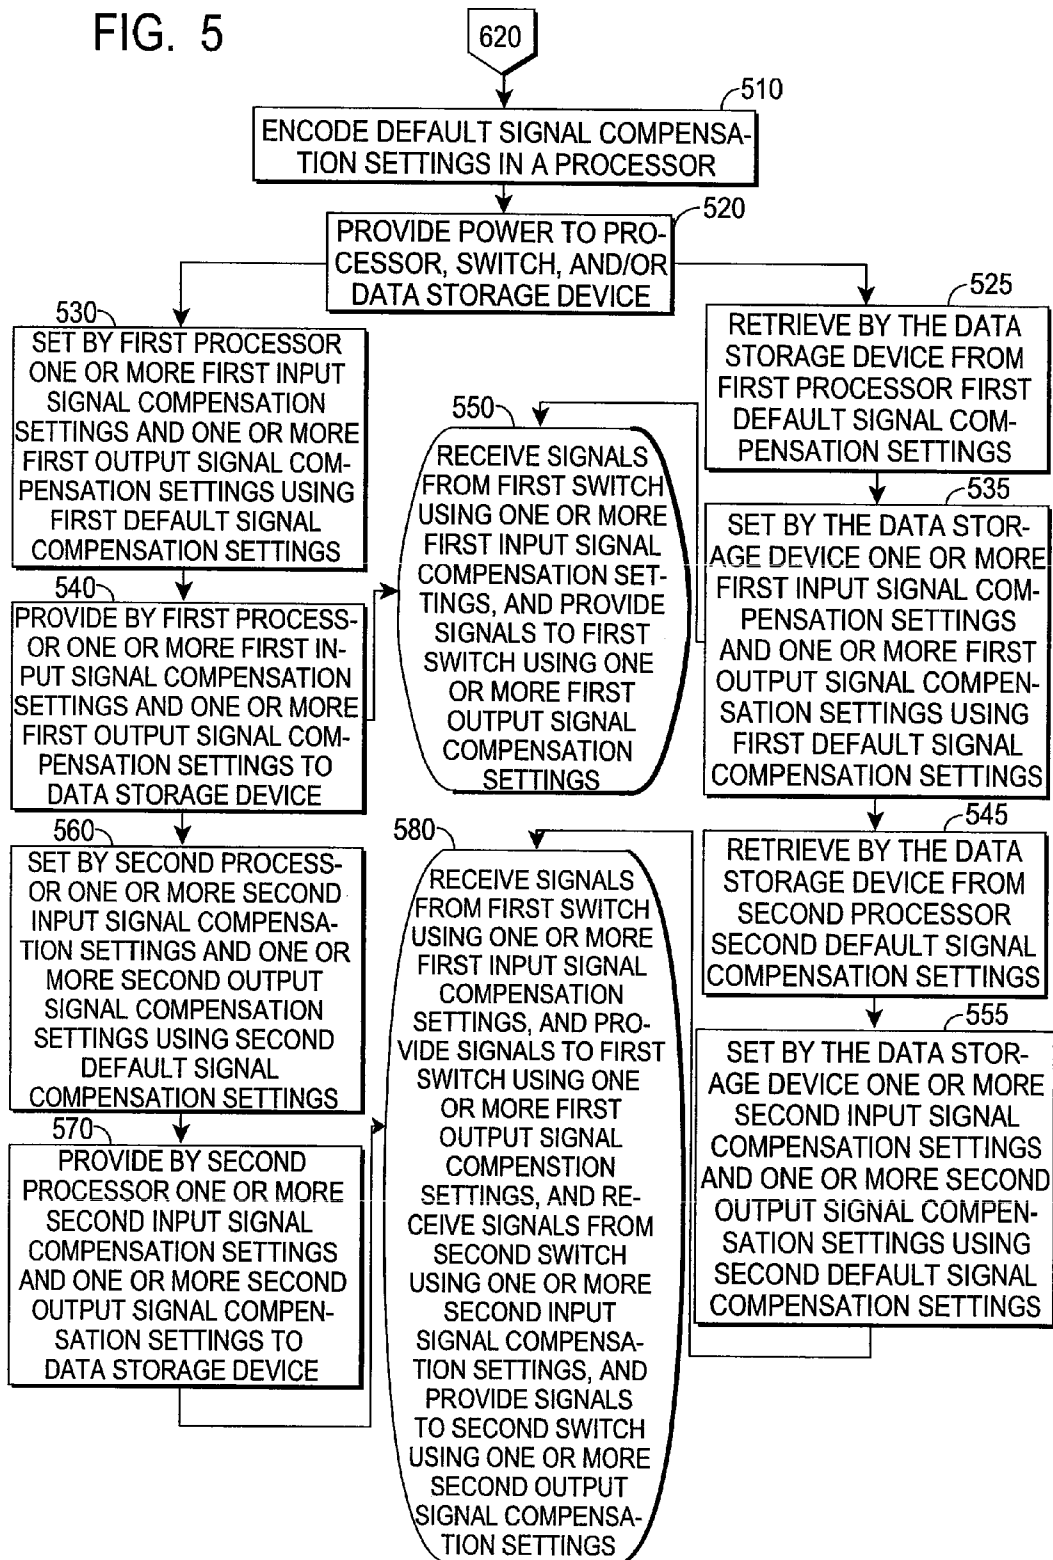 FIG. 5
620
510
ENCODE DEFAULT SIGNAL COMPENSA-
TION SETTINGS IN A PROCESSOR
520
PROVIDE POWER TO PRO-
CESSOR, SWITCH, AND/OR
DATA STORAGE DEVICE
530
SET BY FIRST PROCESSOR
ONE OR MORE FIRST INPUT
SIGNAL COMPENSATION
SETTINGS AND ONE OR MORE
FIRST OUTPUT SIGNAL COM-
PENSATION SETTINGS USING
FIRST DEFAULT SIGNAL
COMPENSATION SETTINGS
540
PROVIDE BY FIRST PROCESS-
OR ONE OR MORE FIRST IN-
PUT SIGNAL COMPENSATION
SETTINGS AND ONE OR MORE
FIRST OUTPUT SIGNAL COM-
PENSATION SETTINGS TO
DATA STORAGE DEVICE
560
SET BY SECOND PROCESS-
OR ONE OR MORE SECOND
INPUT SIGNAL COMPENSA-
TION SETTINGS AND ONE OR
MORE SECOND OUTPUT
SIGNAL COMPENSATION
SETTINGS USING SECOND
DEFAULT SIGNAL
COMPENSATION SETTINGS
570
PROVIDE BY SECOND
PROCESSOR ONE OR MORE
SECOND INPUT SIGNAL
COMPENSATION SETTINGS
AND ONE OR MORE SECOND
OUTPUT SIGNAL COMPEN-
SATION SETTINGS TO
DATA STORAGE DEVICE
550
RECEIVE SIGNALS
FROM FIRST SWITCH
USING ONE OR MORE
FIRST INPUT SIGNAL
COMPENSATION SET-
TINGS, AND PROVIDE
SIGNALS TO FIRST
SWITCH USING ONE
OR MORE FIRST
OUTPUT SIGNAL
COMPENSATION
SETTINGS
580
RECEIVE SIGNALS
FROM FIRST SWITCH
USING ONE OR MORE
FIRST INPUT SIGNAL
COMPENSATION
SETTINGS, AND PRO-
VIDE SIGNALS TO FIRST
SWITCH USING ONE
OR MORE FIRST
OUTPUT SIGNAL
COMPENSTION
SETTINGS, AND RE-
CEIVE SIGNALS FROM
SECOND SWITCH
USING ONE OR MORE
SECOND INPUT
SIGNAL COMPENSA-
TION SETTINGS, AND
PROVIDE SIGNALS
TO SECOND SWITCH
USING ONE OR MORE
SECOND OUTPUT
SIGNAL COMPENSA-
TION SETTINGS
525
RETRIEVE BY THE DATA
STORAGE DEVICE FROM
FIRST PROCESSOR FIRST
DEFAULT SIGNAL COM-
PENSATION SETTINGS
535
SET BY THE DATA STOR-
AGE DEVICE ONE OR MORE
FIRST INPUT SIGNAL COM-
PENSATION SETTINGS
AND ONE OR MORE FIRST
OUTPUT SIGNAL COMPEN-
SATION SETTINGS USING
FIRST DEFAULT SIGNAL
COMPENSATION SETTINGS
545
RETRIEVE BY THE DATA
STORAGE DEVICE FROM
SECOND PROCESSOR
SECOND DEFAULT SIGNAL
COMPENSATION SETTINGS
555
SET BY THE DATA STOR-
AGE DEVICE ONE OR MORE
SECOND INPUT SIGNAL
COMPENSATION SETTINGS
AND ONE OR MORE SECOND
OUTPUT SIGNAL COMPEN-
SATION SETTINGS USING
SECOND DEFAULT SIGNAL
COMPENSATION SETTINGS